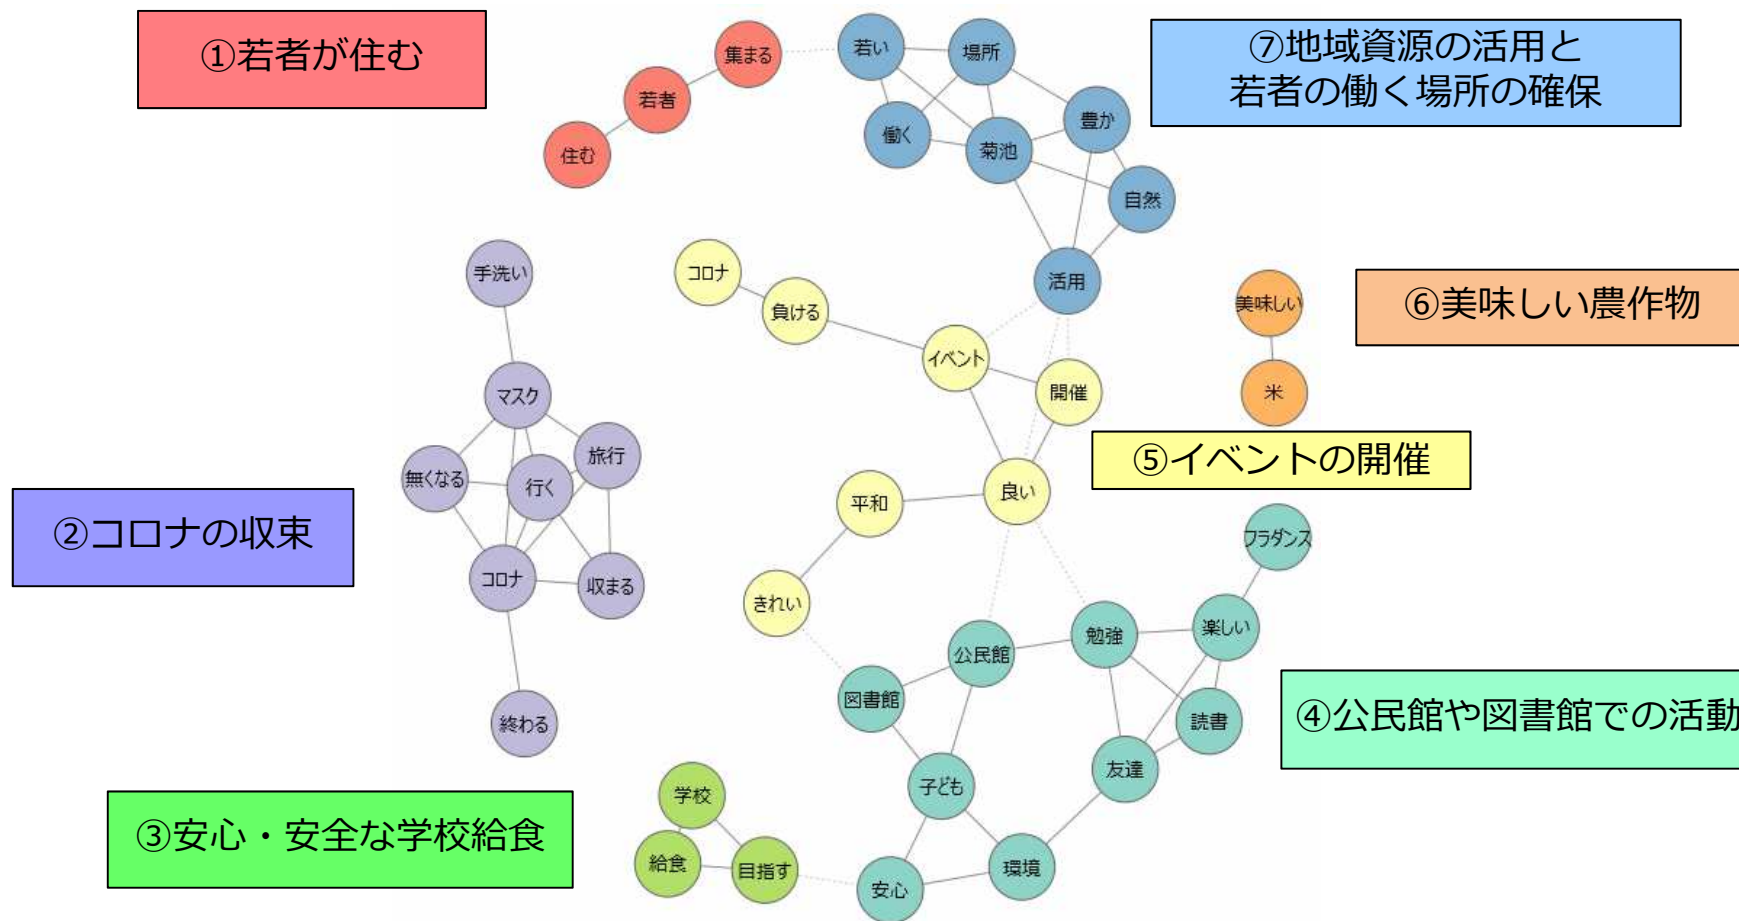 ①若者が住む
集まる
若者
住む
若い
場所
働く
菊池
豊か
自然
活用
⑦地域資源の活用と
若者の働く場所の確保
手洗い
マスク
旅行
無くなる
行く
コロナ
収まる
終わる
②コロナの収束
コロナ
負ける
イベント
開催
良い
平和
きれい
⑤イベントの開催
美味しい
米
⑥美味しい農作物
フラダンス
楽しい
勉強
公民館
図書館
読書
友達
子ども
環境
安心
④公民館や図書館での活動
学校
給食
目指す
③安心・安全な学校給食